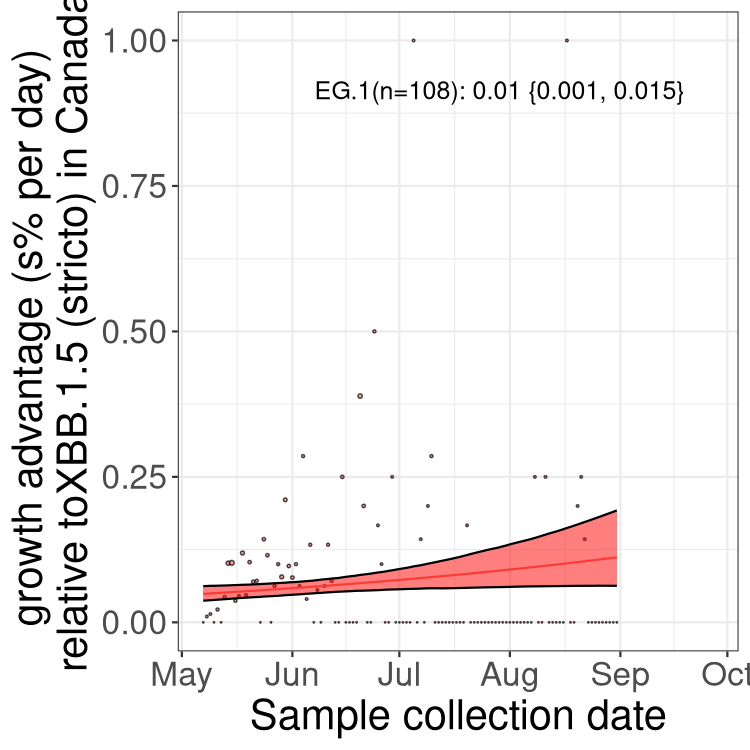 growth advantage (s% per day)
relative toXBB.1.5 (stricto) in Canada
1.00
EG.1(n=108): 0.01 {0.001, 0.015}
0.75
0.50
0.25
0.00
May Jun Jul Aug Sep Oct
Sample collection date